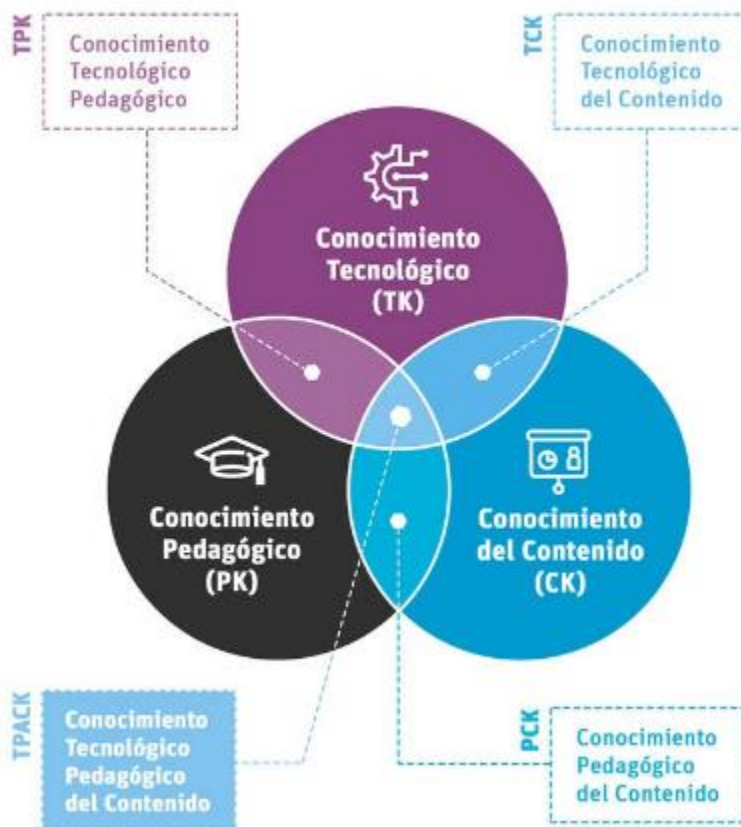 TPK
Conocimiento
Tecnológico
Pedagógico
TCK
Conocimiento
Tecnológico
del Contenido
Conocimiento
Tecnológico
(TK)
Conocimiento
Pedagógico
(PK)
Conocimiento
del Contenido
(CK)
TPACK
Conocimiento
Tecnológico
Pedagógico
del Contenido
PCK
Conocimiento
Pedagógico
del Contenido